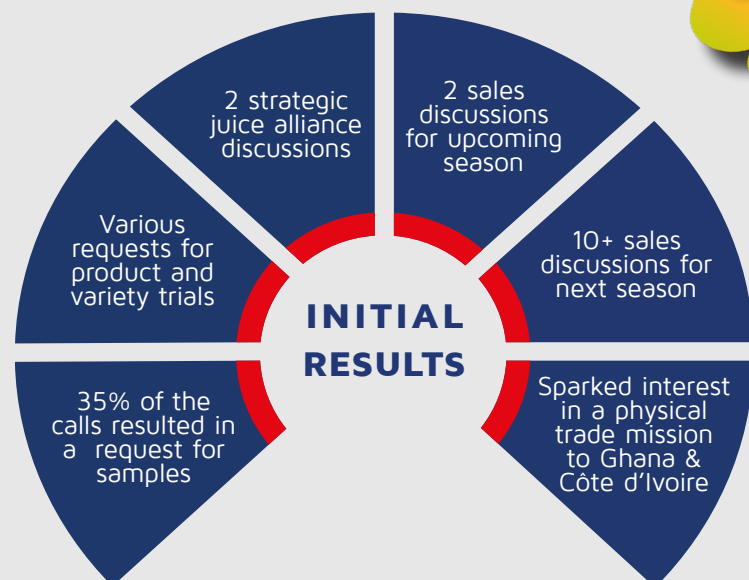 2 strategic
juice alliance
discussions
2 sales
discussions
for upcoming
season
Various
requests for
product and
variety trials
10+ sales
discussions for
next season
INITIAL
RESULTS
35% of the
calls resulted in
a request for
samples
Sparked interest
in a physical
trade mission
to Ghana &
Côte d’Ivoire